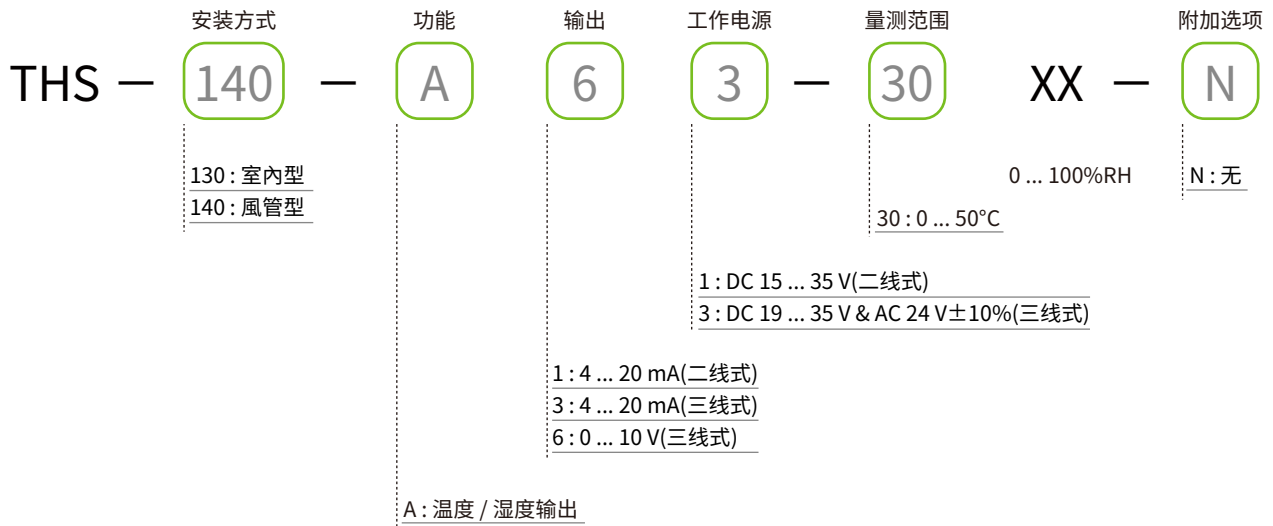 安装方式 功能 输出 工作电源 量测范围 附加选项
THS — 140 — A 6 3 — 30 XX — N
130 : 室內型 0 ... 100%RH N : 无
140 : 風管型
30 : 0 ... 50°C
1 : DC 15 ... 35 V(二线式)
3 : DC 19 ... 35 V & AC 24 V±10%(三线式)
1 : 4 ... 20 mA(二线式)
3 : 4 ... 20 mA(三线式)
6 : 0 ... 10 V(三线式)
A : 温度 / 湿度输出